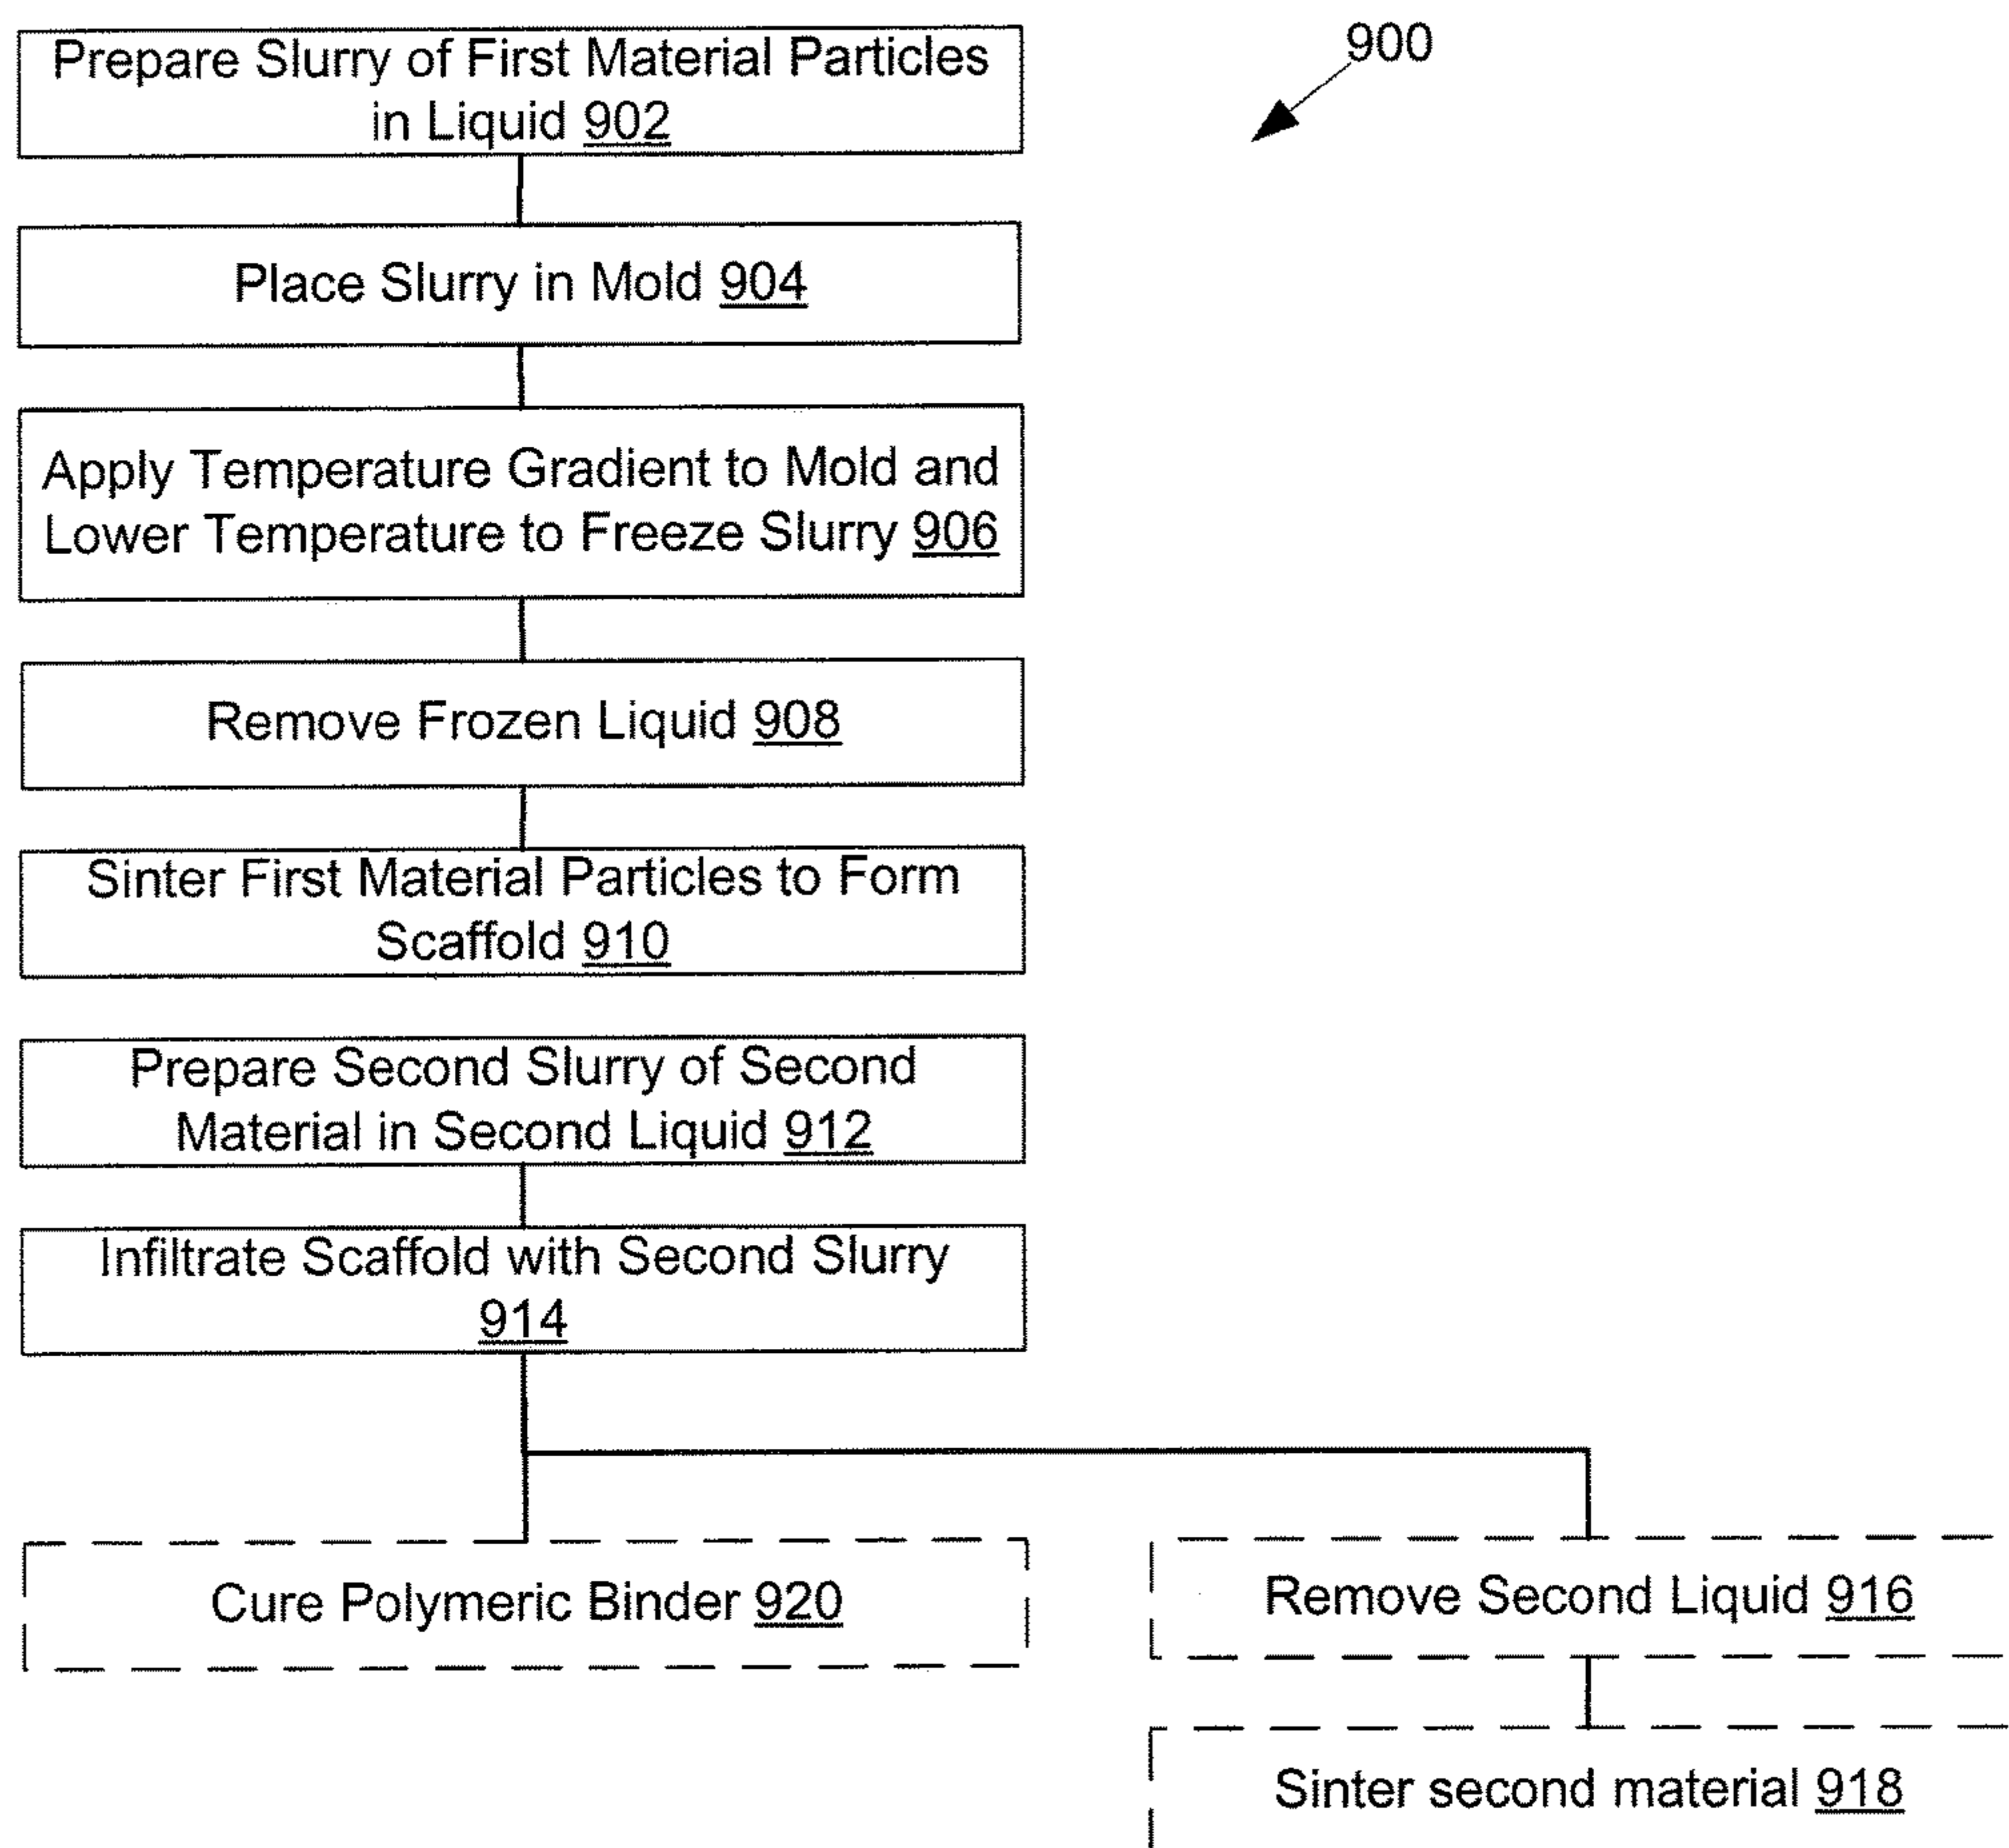 900
Prepare Slurry of First Material Particles
in Liquid 902
Place Slurry in Mold 904
Apply Temperature Gradient to Mold and
Lower Temperature to Freeze Slurry 906
Remove Frozen Liquid 908
Sinter First Material Particles to Form
Scaffold 910
Prepare Second Slurry of Second
Material in Second Liquid 912
Infiltrate Scaffold with Second Slurry
914
Cure Polymeric Binder 920
Remove Second Liquid 916
Sinter second material 918